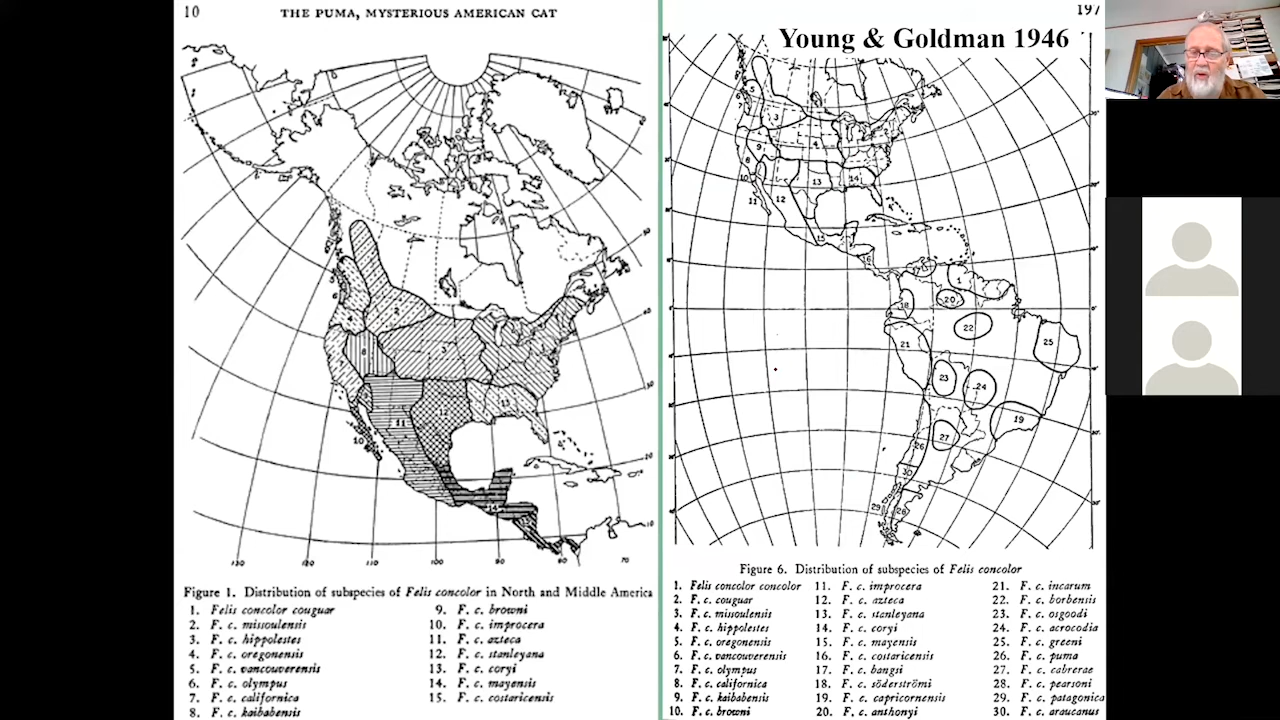 10
THE PUMA, MYSTERIOUS AMERICAN CAT
Figure 1. Distribution of subspecies of Felis concolor in North and Middle America
1. Felis concolor couguar
2. F. c. missoulensis
3. F. c. hippolestes
4. F. c. oregonensis
5. F. c. vancouverensis
6. F. c. olympus
7. F. c. californica
8. F. c. kaibabensis
9. F. c. browni
10. F. c. improcera
11. F. c. azteca
12. F. c. stanleyana
13. F. c. coryi
14. F. c. mayensis
15. F. c. costaricensis
197
Young & Goldman 1946
Figure 6. Distribution of subspecies of Felis concolor
1. Felis concolor concolor
2. F. c. couguar
3. F. c. missoulensis
4. F. c. hippolestes
5. F. c. oregonensis
6. F. c. vancouverensis
7. F. c. olympus
8. F. c. californica
9. F. c. kaibabensis
10. F. c. browni
11. F. c. improcera
12. F. c. azteca
13. F. c. stanleyana
14. F. c. coryi
15. F. c. mayensis
16. F. c. costaricensis
17. F. c. bangsi
18. F. c. söderströmi
19. F. c. capricornensis
20. F. c. anthonyi
21. F. c. incarum
22. F. c. borbensis
23. F. c. osgoodi
24. F. c. acrocodia
25. F. c. greeni
26. F. c. puma
27. F. c. cabrerae
28. F. c. pearsoni
29. F. c. patagonica
30. F. c. araucanus